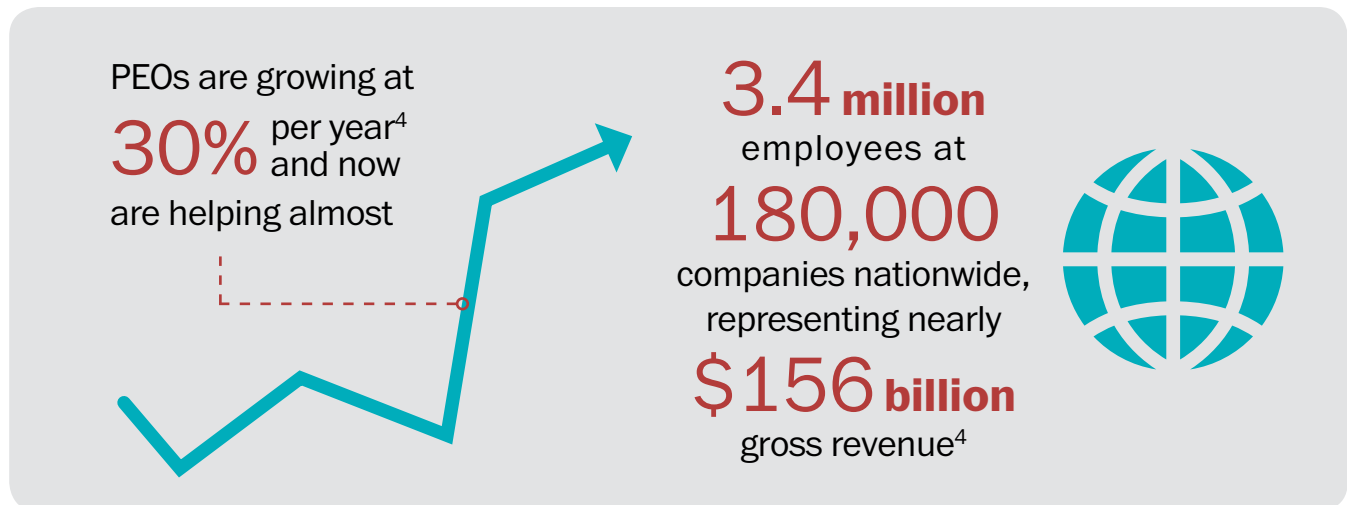 PEOs are growing at
30% per year4
and now
are helping almost
3.4 million
employees at
180,000
companies nationwide,
representing nearly
$156 billion
gross revenue4